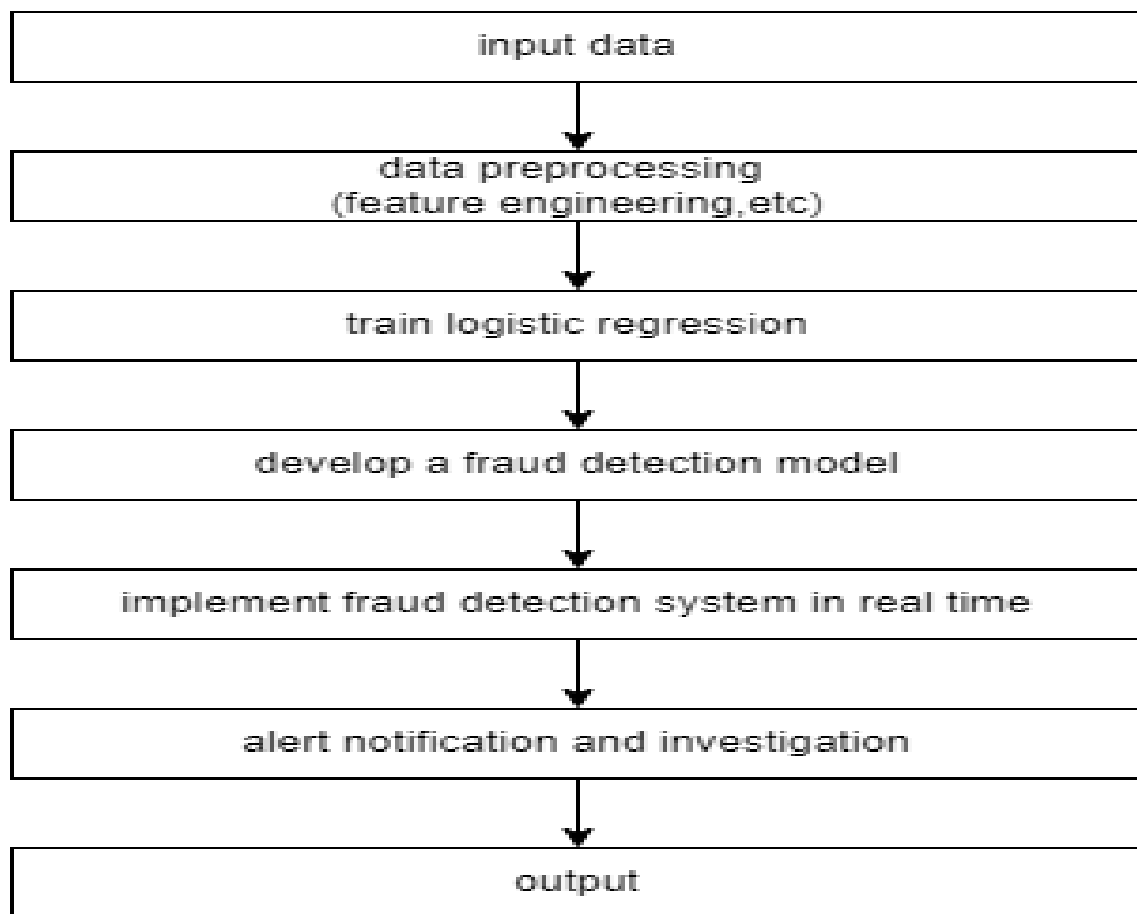 input data
data preprocessing
(feature engineering,etc)
train logistic regression
develop a fraud detection model
implement fraud detection system in real time
alert notification and investigation
output